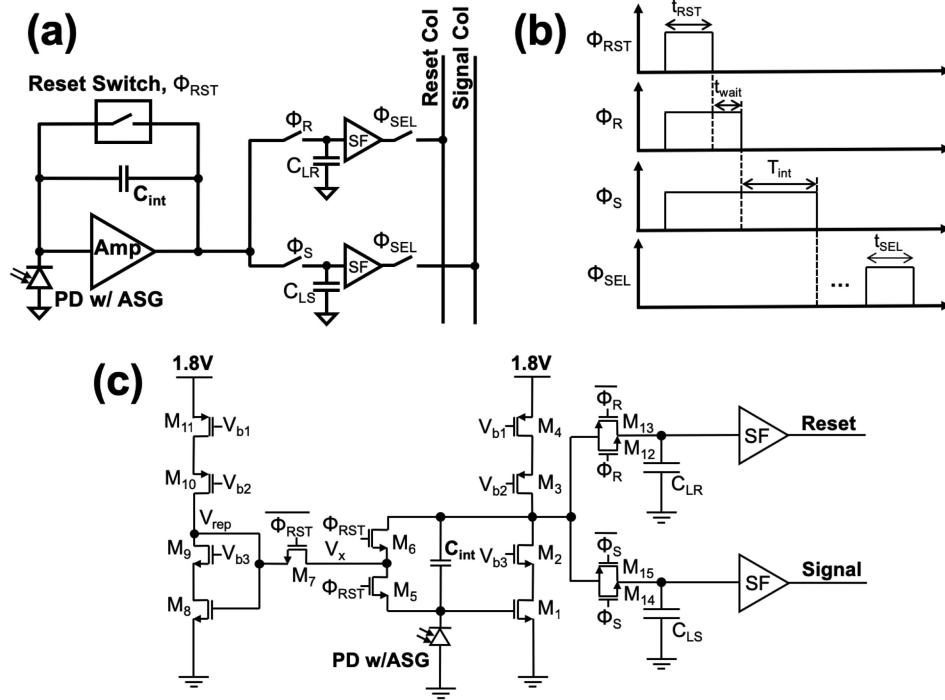 (a)
Reset Switch, Φ_RST
C_int
Amp
PD w/ ASG
Φ_R
C_LR
SF
Φ_SEL
Φ_S
C_LS
SF
Φ_SEL
Reset Col
Signal Col
(b)
Φ_RST
t_RST
Φ_R
t_wait
Φ_S
T_int
Φ_SEL
...
t_SEL
(c)
1.8V
M_11
V_b1
M_10
V_b2
V_rep
M_9
V_b3
M_8
Φ̅_RST
M_7
V_x
Φ_RST
M_6
Φ_RST
M_5
C_int
PD w/ASG
1.8V
V_b1
M_4
V_b2
M_3
V_b3
M_2
M_1
Φ̅_R
M_13
M_12
Φ_R
C_LR
SF
Reset
Φ̅_S
M_15
M_14
Φ_S
C_LS
SF
Signal